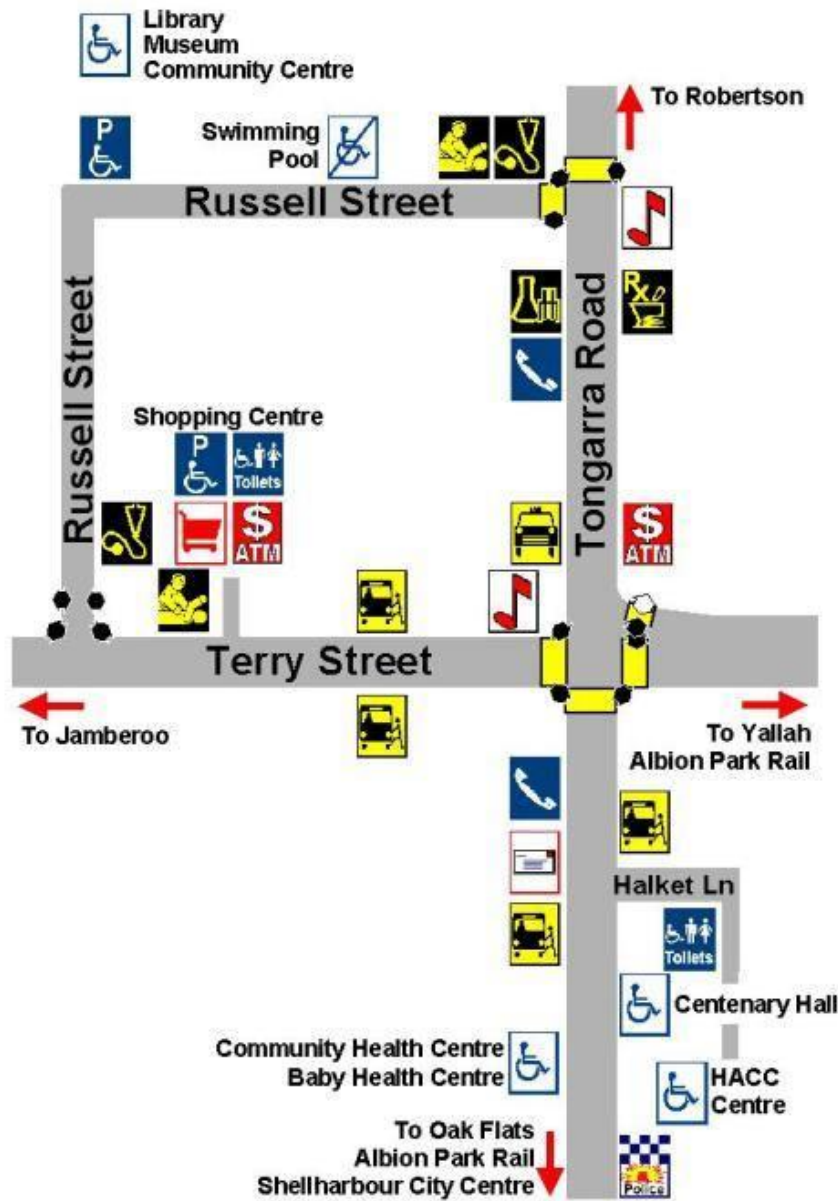 Library
Museum
Community Centre
To Robertson
P
Swimming
Pool
Russell Street
Rx
Tongarra Road
Russell Street
Shopping Centre
P
Toilets
$
ATM
$
ATM
Terry Street
To Jamberoo
To Yallah
Albion Park Rail
Halket Ln
Toilets
Centenary Hall
Community Health Centre
Baby Health Centre
HACC
Centre
To Oak Flats
Albion Park Rail
Shellharbour City Centre
Police